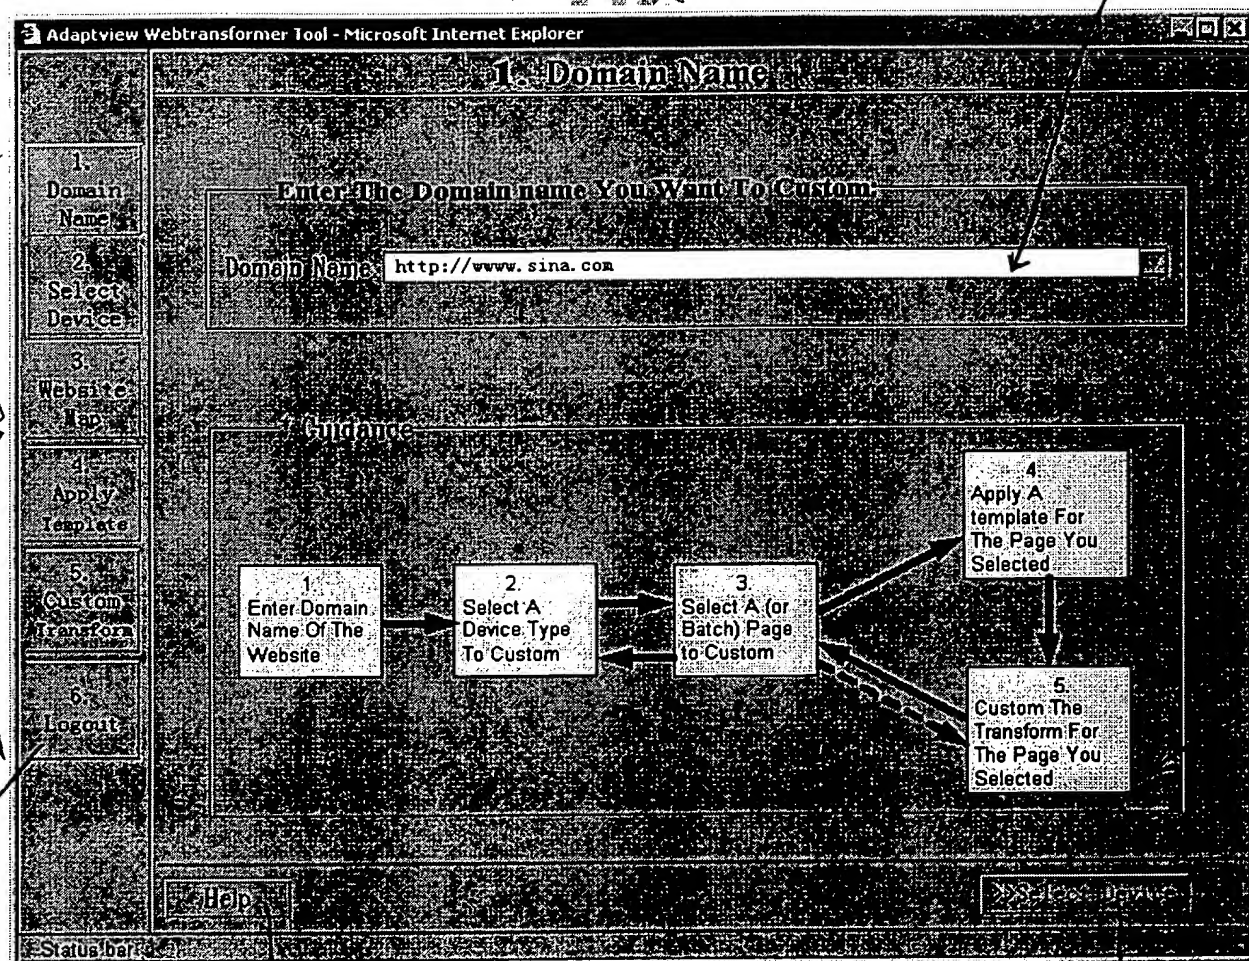 Adaptview Webtransformer Tool - Microsoft Internet Explorer
1. Domain Name
1.
Domain
Name
2.
Select
Device
3.
Website
Map
4.
Apply
Template
5.
Custom
Transform
6.
Logout
Enter The Domain name You Want To Custom.
Domain Name: http://www.sina.com
Guidance
1.
Enter Domain
Name Of The
Website
2.
Select A
Device Type
To Custom
3
Select A (or
Batch) Page
to Custom
4
Apply A
template For
The Page You
Selected
5.
Custom The
Transform For
The Page You
Selected
Help
>>Select Device
Status bar